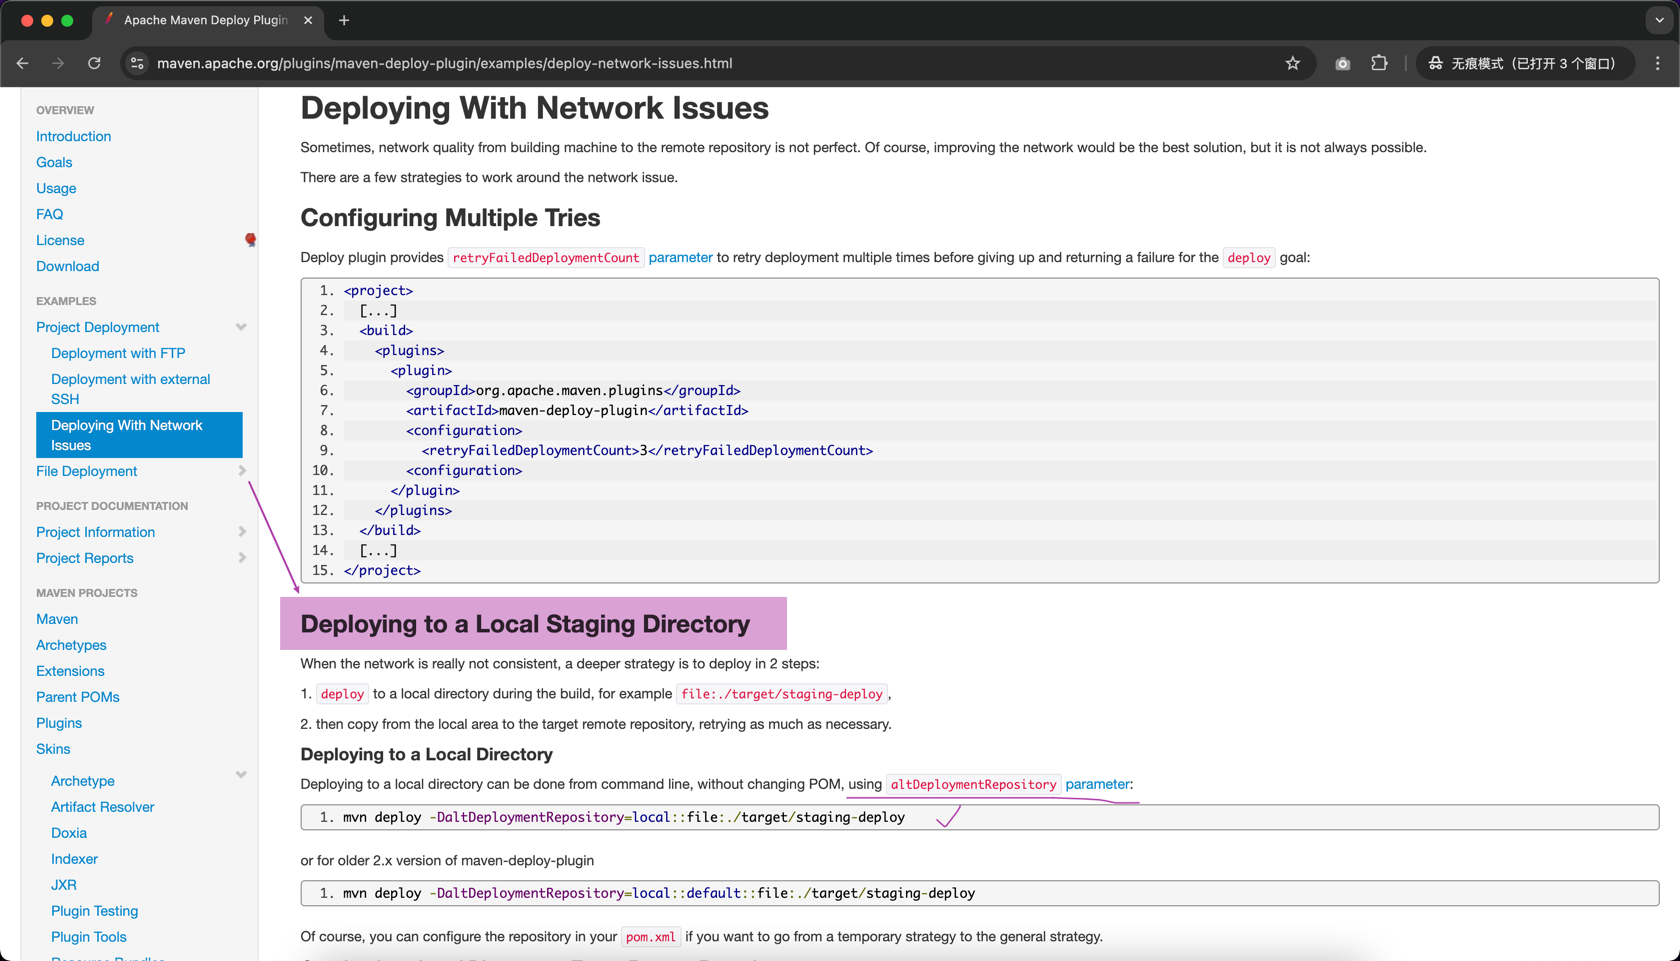 Apache Maven Deploy Plugin
maven.apache.org/plugins/maven-deploy-plugin/examples/deploy-network-issues.html
无痕模式（已打开 3 个窗口）
OVERVIEW
Introduction
Goals
Usage
FAQ
License
Download
EXAMPLES
Project Deployment
Deployment with FTP
Deployment with external
SSH
Deploying With Network
Issues
File Deployment
PROJECT DOCUMENTATION
Project Information
Project Reports
MAVEN PROJECTS
Maven
Archetypes
Extensions
Parent POMs
Plugins
Skins
Archetype
Artifact Resolver
Doxia
Indexer
JXR
Plugin Testing
Plugin Tools
Deploying With Network Issues
Sometimes, network quality from building machine to the remote repository is not perfect. Of course, improving the network would be the best solution, but it is not always possible.
There are a few strategies to work around the network issue.
Configuring Multiple Tries
Deploy plugin provides retryFailedDeploymentCount parameter to retry deployment multiple times before giving up and returning a failure for the deploy goal:
1. <project>
2.   [...]
3.   <build>
4.     <plugins>
5.       <plugin>
6.         <groupId>org.apache.maven.plugins</groupId>
7.         <artifactId>maven-deploy-plugin</artifactId>
8.         <configuration>
9.           <retryFailedDeploymentCount>3</retryFailedDeploymentCount>
10.         <configuration>
11.       </plugin>
12.     </plugins>
13.   </build>
14.   [...]
15. </project>
Deploying to a Local Staging Directory
When the network is really not consistent, a deeper strategy is to deploy in 2 steps:
1. deploy to a local directory during the build, for example file:./target/staging-deploy,
2. then copy from the local area to the target remote repository, retrying as much as necessary.
Deploying to a Local Directory
Deploying to a local directory can be done from command line, without changing POM, using altDeploymentRepository parameter:
1. mvn deploy -DaltDeploymentRepository=local::file:./target/staging-deploy
or for older 2.x version of maven-deploy-plugin
1. mvn deploy -DaltDeploymentRepository=local::default::file:./target/staging-deploy
Of course, you can configure the repository in your pom.xml if you want to go from a temporary strategy to the general strategy.